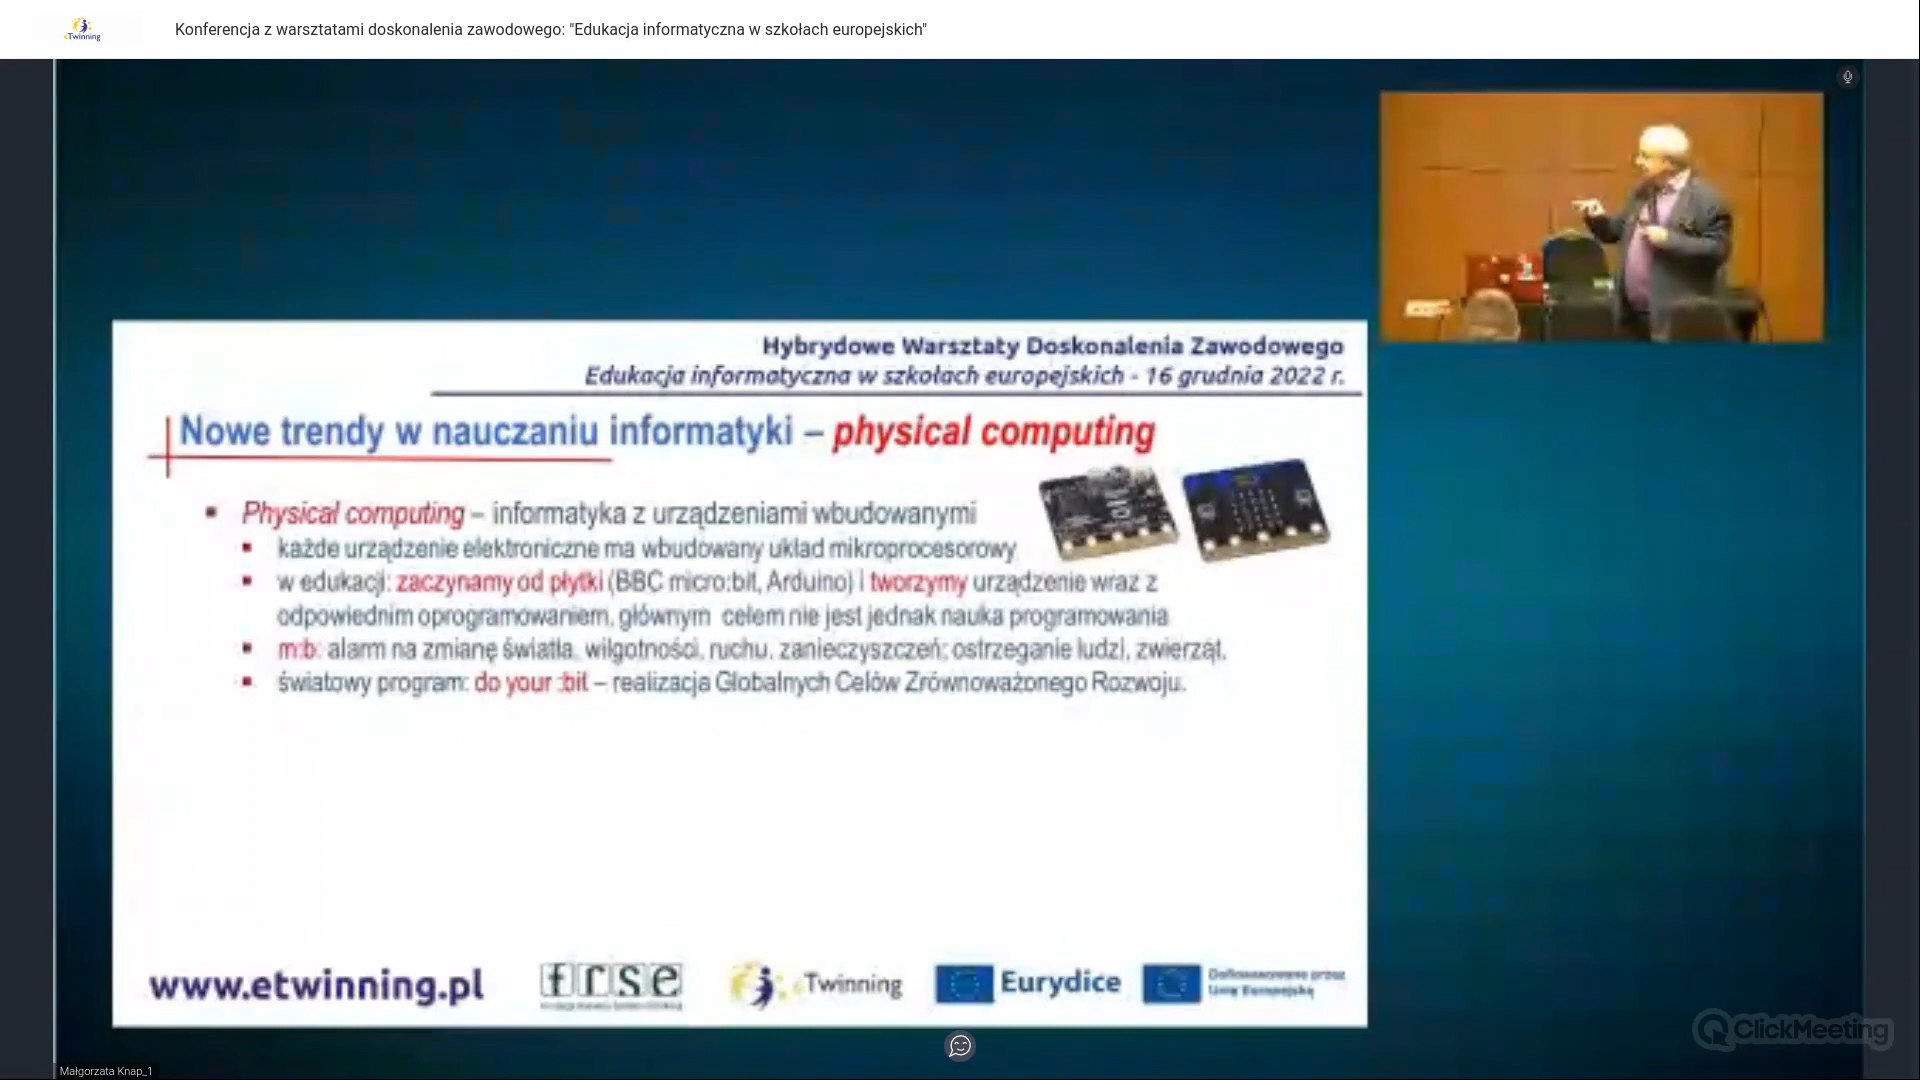 eTwinning
Konferencja z warsztatami doskonalenia zawodowego: "Edukacja informatyczna w szkołach europejskich"
Hybrydowe Warsztaty Doskonalenia Zawodowego
Edukacja informatyczna w szkołach europejskich - 16 grudnia 2022 r.
Nowe trendy w nauczaniu informatyki – physical computing
▪ Physical computing – informatyka z urządzeniami wbudowanymi
▪ każde urządzenie elektroniczne ma wbudowany układ mikroprocesorowy
▪ w edukacji: zaczynamy od płytki (BBC micro:bit, Arduino) i tworzymy urządzenie wraz z
odpowiednim oprogramowaniem, głównym celem nie jest jednak nauka programowania
▪ m:b: alarm na zmianę światła, wilgotności, ruchu, zanieczyszczeń; ostrzeganie ludzi, zwierząt,
▪ światowy program: do your :bit – realizacja Globalnych Celów Zrównoważonego Rozwoju.
www.etwinning.pl
frse
eTwinning
Eurydice
Dofinansowane przez
Unię Europejską
ClickMeeting
Małgorzata Knap_1